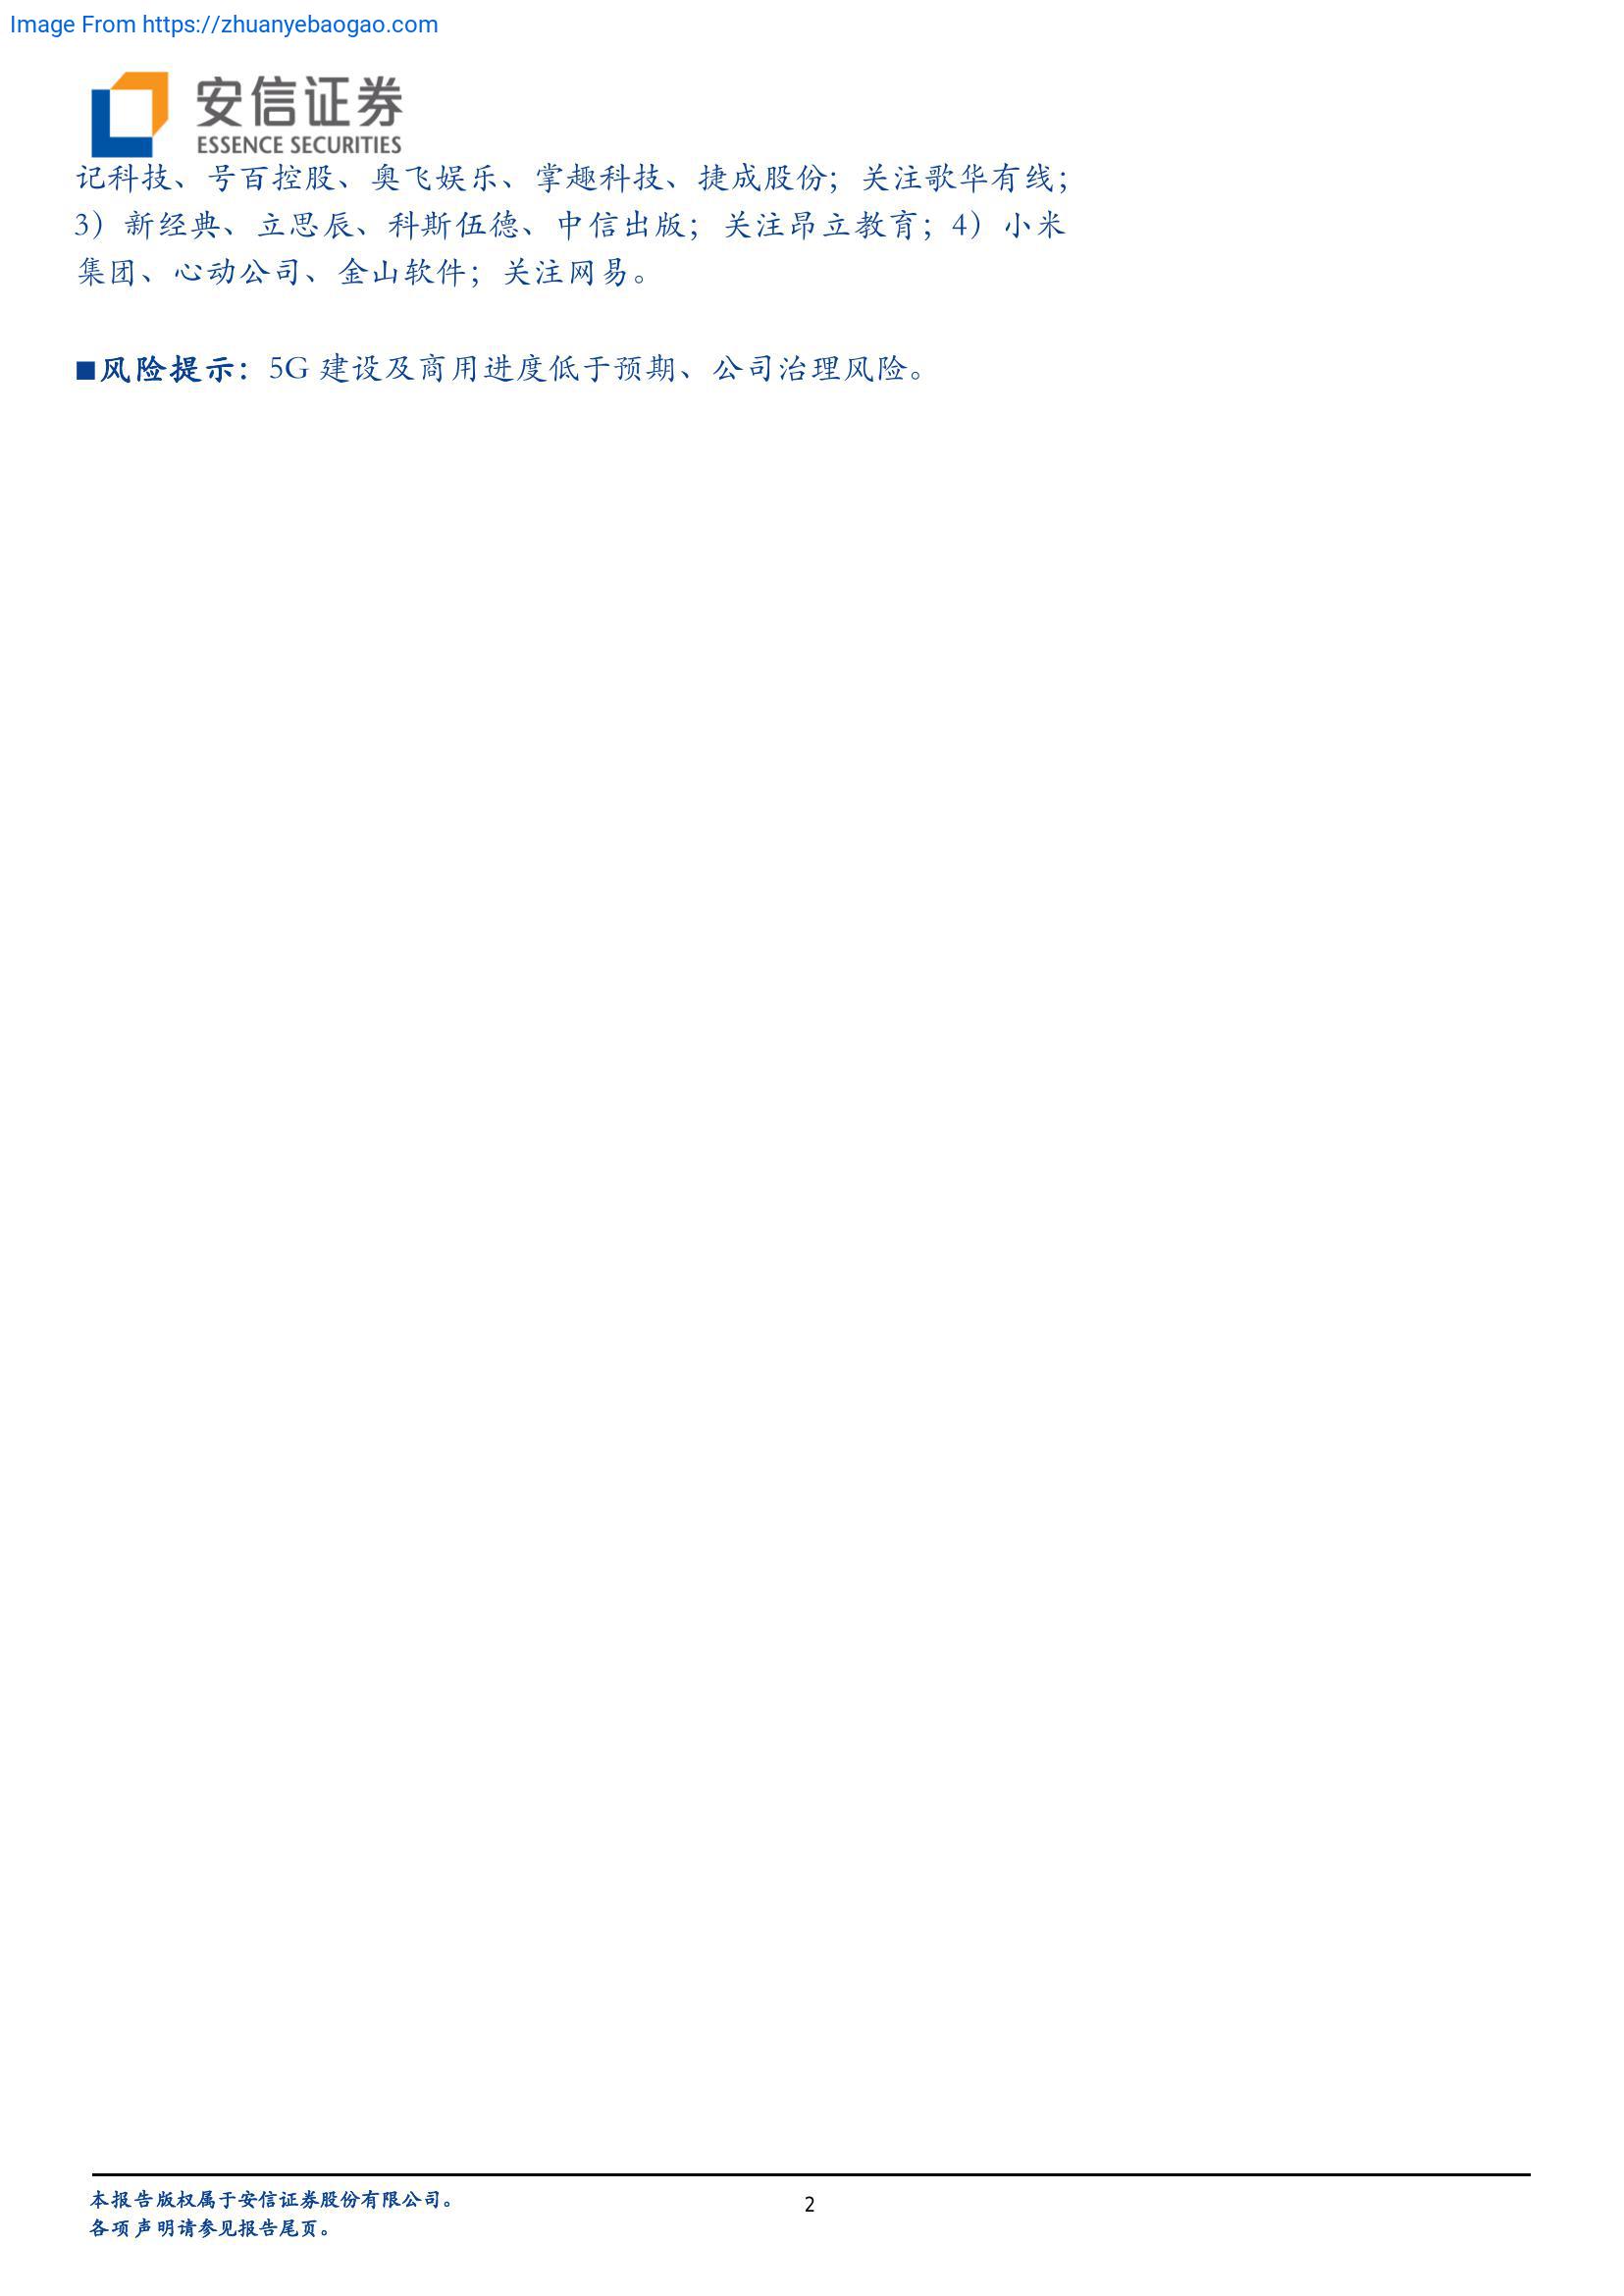 Image From https://zhuanyebaogao.com
安信证券
ESSENCE SECURITIES
记科技、号百控股、奥飞娱乐、掌趣科技、捷成股份；关注歌华有线；
3）新经典、立思辰、科斯伍德、中信出版；关注昂立教育；4）小米
集团、心动公司、金山软件；关注网易。
■风险提示：5G 建设及商用进度低于预期、公司治理风险。
本报告版权属于安信证券股份有限公司。
2
各项声明请参见报告尾页。